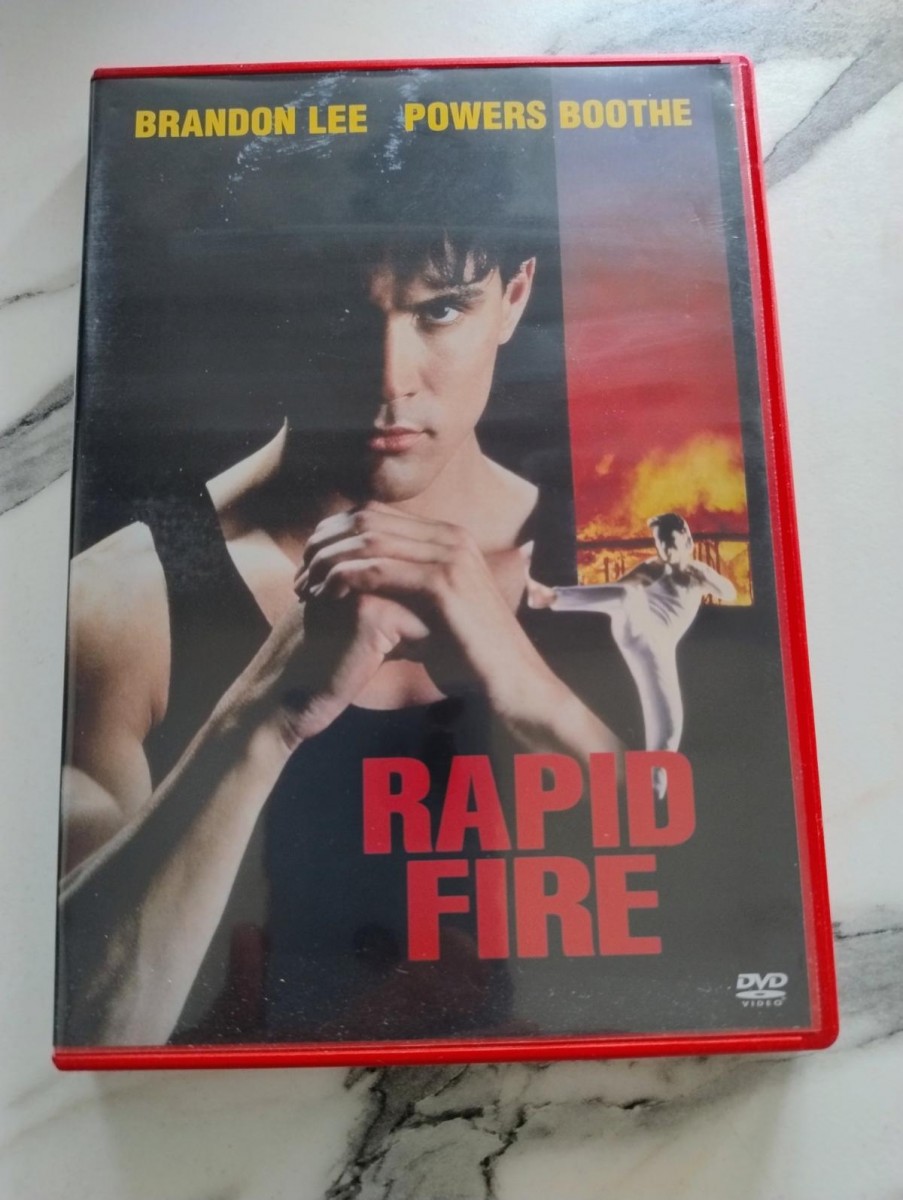 BRANDON LEE POWERS BOOTHE
RAPID
FIRE
DVD
VIDEO